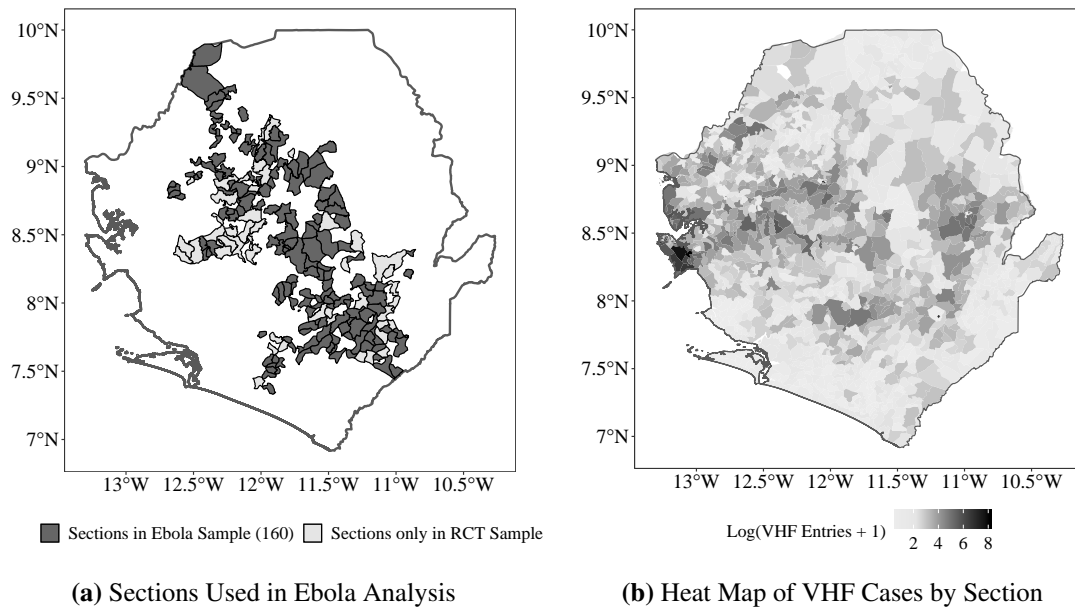 10°N
9.5°N
9°N
8.5°N
8°N
7.5°N
7°N
13°W 12.5°W 12°W 11.5°W 11°W 10.5°W
Sections in Ebola Sample (160) Sections only in RCT Sample
(a) Sections Used in Ebola Analysis
10°N
9.5°N
9°N
8.5°N
8°N
7.5°N
7°N
13°W 12.5°W 12°W 11.5°W 11°W 10.5°W
Log(VHF Entries + 1)
2 4 6 8
(b) Heat Map of VHF Cases by Section